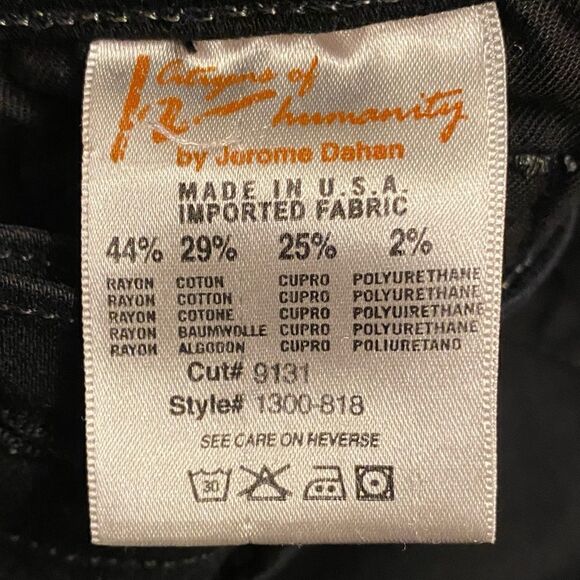 Citizens of
humanity
by Jerome Dahan
MADE IN U.S.A.
IMPORTED FABRIC
44% 29% 25% 2%
RAYON COTON CUPRO POLYURETHANE
RAYON COTTON CUPRO POLYURETHANE
RAYON COTONE CUPRO POLYUIRETHANE
RAYON BAUMWOLLE CUPRO POLYURETHANE
RAYON ALGODON CUPRO POLIURETANO
Cut# 9131
Style# 1300-818
SEE CARE ON REVERSE
30